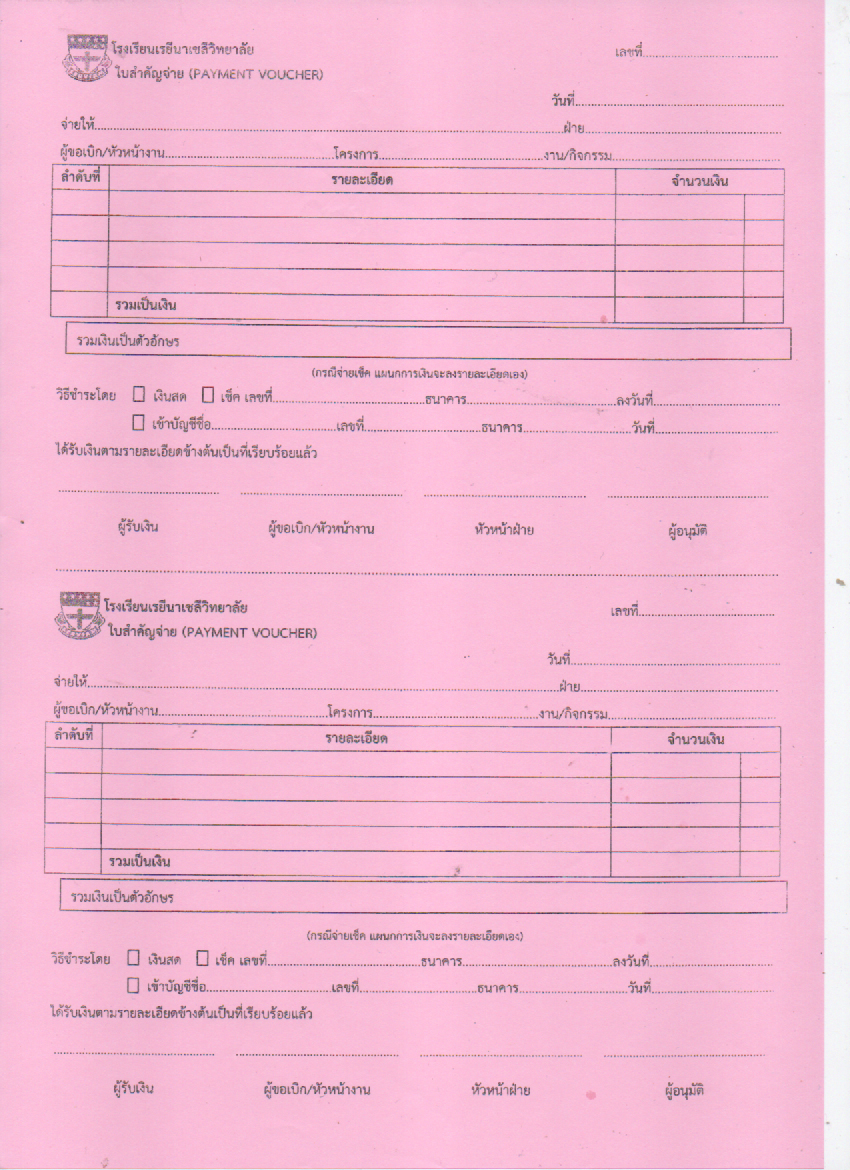 โรงเรียนเรยีนาเชลีวิทยาลัย เลขที่
ใบสำคัญจ่าย (PAYMENT VOUCHER)
วันที่
จ่ายให้ ฝ่าย
ผู้ขอเบิก/หัวหน้างาน โครงการ งาน/กิจกรรม
ลำดับที่ รายละเอียด จำนวนเงิน
รวมเป็นเงิน
รวมเงินเป็นตัวอักษร
(กรณีจ่ายเช็ค แผนกการเงินจะลงรายละเอียดเอง)
วิธีชำระโดย เงินสด เช็ค เลขที่ ธนาคาร ลงวันที่
เข้าบัญชีชื่อ เลขที่ ธนาคาร วันที่
ได้รับเงินตามรายละเอียดข้างต้นเป็นที่เรียบร้อยแล้ว
ผู้รับเงิน ผู้ขอเบิก/หัวหน้างาน หัวหน้าฝ่าย ผู้อนุมัติ
โรงเรียนเรยีนาเชลีวิทยาลัย เลขที่
ใบสำคัญจ่าย (PAYMENT VOUCHER)
วันที่
จ่ายให้ ฝ่าย
ผู้ขอเบิก/หัวหน้างาน โครงการ งาน/กิจกรรม
ลำดับที่ รายละเอียด จำนวนเงิน
รวมเป็นเงิน
รวมเงินเป็นตัวอักษร
(กรณีจ่ายเช็ค แผนกการเงินจะลงรายละเอียดเอง)
วิธีชำระโดย เงินสด เช็ค เลขที่ ธนาคาร ลงวันที่
เข้าบัญชีชื่อ เลขที่ ธนาคาร วันที่
ได้รับเงินตามรายละเอียดข้างต้นเป็นที่เรียบร้อยแล้ว
ผู้รับเงิน ผู้ขอเบิก/หัวหน้างาน หัวหน้าฝ่าย ผู้อนุมัติ